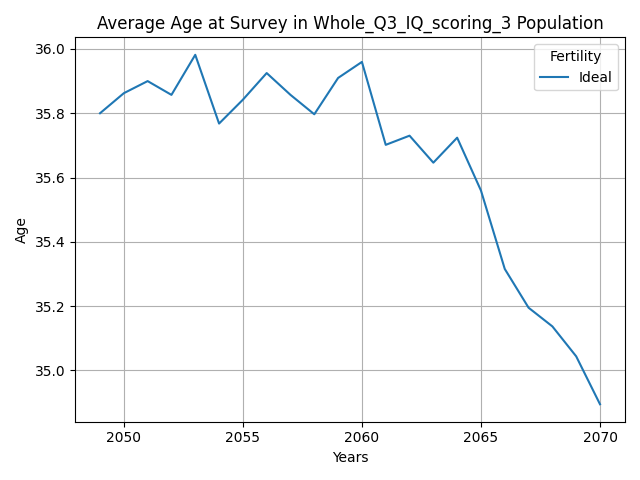 Average Age at Survey in Whole_Q3_IQ_scoring_3 Population
Fertility
Ideal
36.0
35.8
35.6
35.4
35.2
35.0
Age
2050 2055 2060 2065 2070
Years